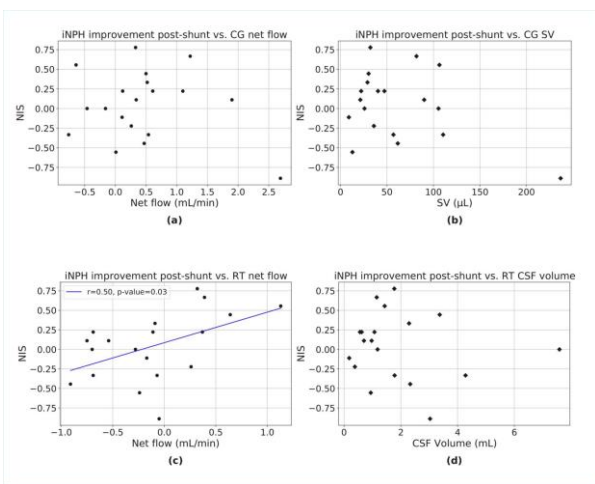 iNPH improvement post-shunt vs. CG net flow
0.75
0.50
0.25
0.00
−0.25
−0.50
−0.75
NIS
−0.5 0.0 0.5 1.0 1.5 2.0 2.5
Net flow (mL/min)
(a)
iNPH improvement post-shunt vs. CG SV
0.75
0.50
0.25
0.00
−0.25
−0.50
−0.75
NIS
0 50 100 150 200
SV (µL)
(b)
iNPH improvement post-shunt vs. RT net flow
r=0.50, p-value=0.03
0.75
0.50
0.25
0.00
−0.25
−0.50
−0.75
NIS
−1.0 −0.5 0.0 0.5 1.0
Net flow (mL/min)
(c)
iNPH improvement post-shunt vs. RT CSF volume
0.75
0.50
0.25
0.00
−0.25
−0.50
−0.75
NIS
0 2 4 6
CSF Volume (mL)
(d)